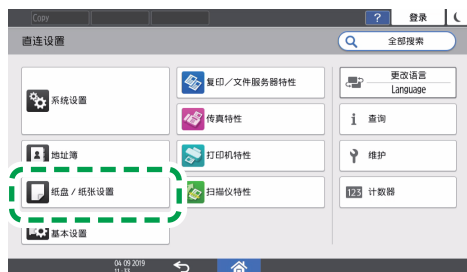 Copy
? 登录
直连设置
全部搜索
系统设置
复印/文件服务器特性
更改语言
Language
传真特性
i 查询
地址簿
打印机特性
维护
纸盘 / 纸张设置
扫描仪特性
123 计数器
基本设置
04 09 2019
11:33